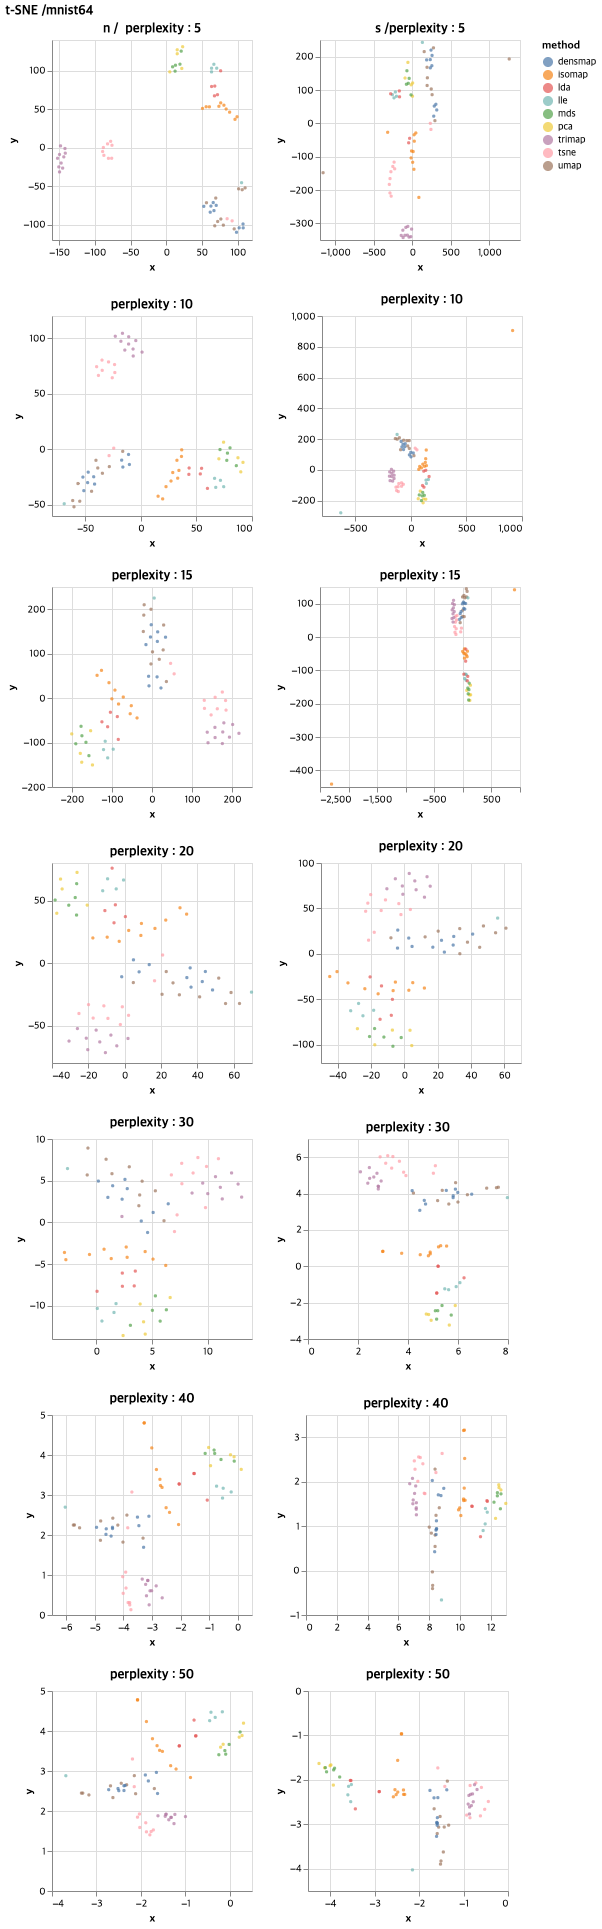 t-SNE /mnist64
n / perplexity : 5
s /perplexity : 5
method
densmap
isomap
lda
lle
mds
pca
trimap
tsne
umap
y
100
50
0
−50
−100
−150 −100 −50 0 50 100
x
y
200
100
0
−100
−200
−300
−1,000 −500 0 500 1,000
x
perplexity : 10
perplexity : 10
y
100
50
0
−50
−50 0 50 100
x
y
1,000
800
600
400
200
0
−200
−500 0 500 1,000
x
perplexity : 15
perplexity : 15
y
200
100
0
−100
−200
−200 −100 0 100 200
x
y
100
0
−100
−200
−300
−400
−2,500 −1,500 −500 500
x
perplexity : 20
perplexity : 20
y
50
0
−50
−40 −20 0 20 40 60
x
y
100
50
0
−50
−100
−40 −20 0 20 40 60
x
perplexity : 30
perplexity : 30
y
10
5
0
−5
−10
0 5 10
x
y
6
4
2
0
−2
−4
0 2 4 6 8
x
perplexity : 40
perplexity : 40
y
5
4
3
2
1
0
−6 −5 −4 −3 −2 −1 0
x
y
3
2
1
0
−1
0 2 4 6 8 10 12
x
perplexity : 50
perplexity : 50
y
5
4
3
2
1
0
−4 −3 −2 −1 0
x
y
0
−1
−2
−3
−4
−4 −3 −2 −1 0
x